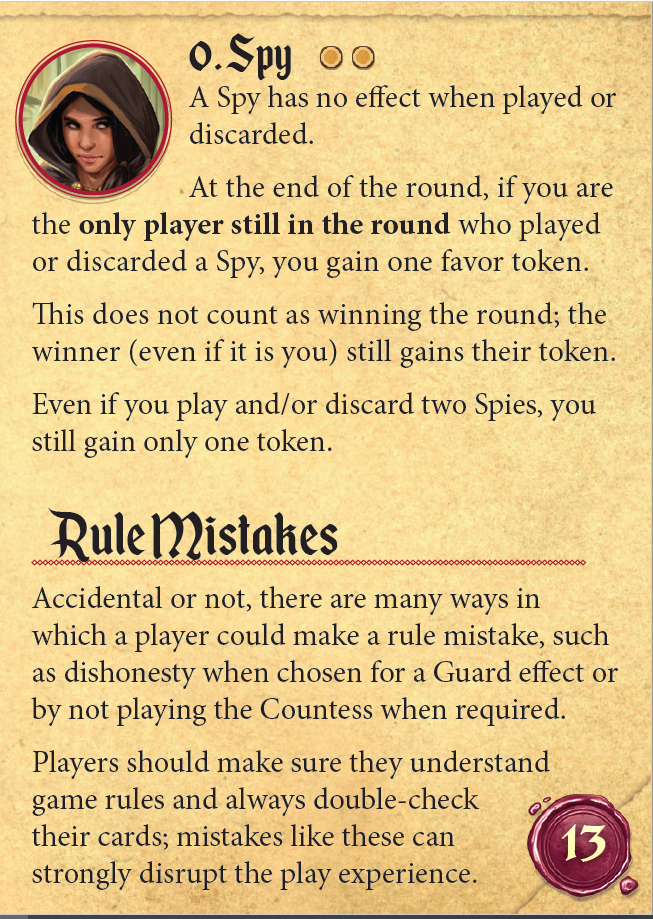 0. Spy
A Spy has no effect when played or
discarded.
At the end of the round, if you are
the only player still in the round who played
or discarded a Spy, you gain one favor token.
This does not count as winning the round; the
winner (even if it is you) still gains their token.
Even if you play and/or discard two Spies, you
still gain only one token.
Rule Mistakes
Accidental or not, there are many ways in
which a player could make a rule mistake, such
as dishonesty when chosen for a Guard effect or
by not playing the Countess when required.
Players should make sure they understand
game rules and always double-check
their cards; mistakes like these can
strongly disrupt the play experience.
13